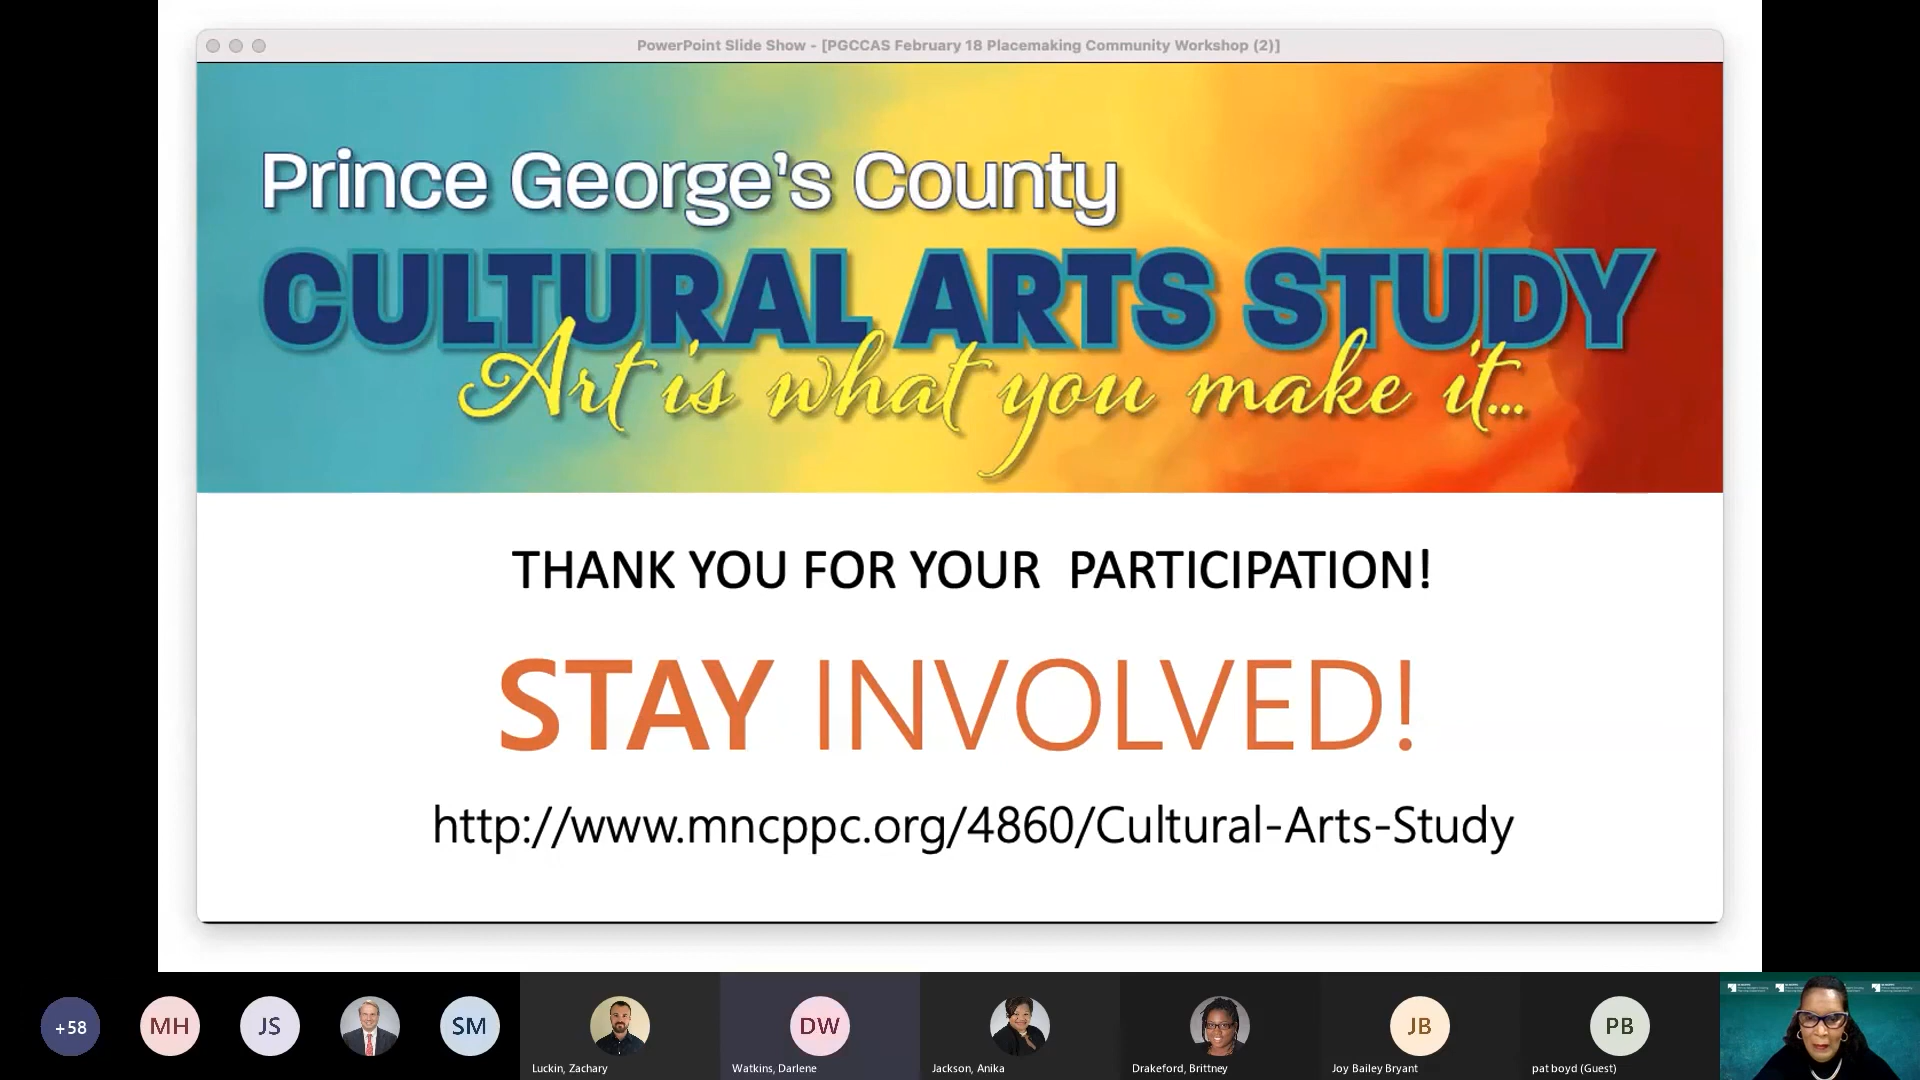 PowerPoint Slide Show - [PGCCAS February 18 Placemaking Community Workshop (2)]
Prince George's County
CULTURAL ARTS STUDY
Art is what you make it...
THANK YOU FOR YOUR  PARTICIPATION!
STAY INVOLVED!
http://www.mncppc.org/4860/Cultural-Arts-Study
+58
MH
JS
SM
DW
JB
PB
Luckin, Zachary
Watkins, Darlene
Jackson, Anika
Drakeford, Brittney
Joy Bailey Bryant
pat boyd (Guest)